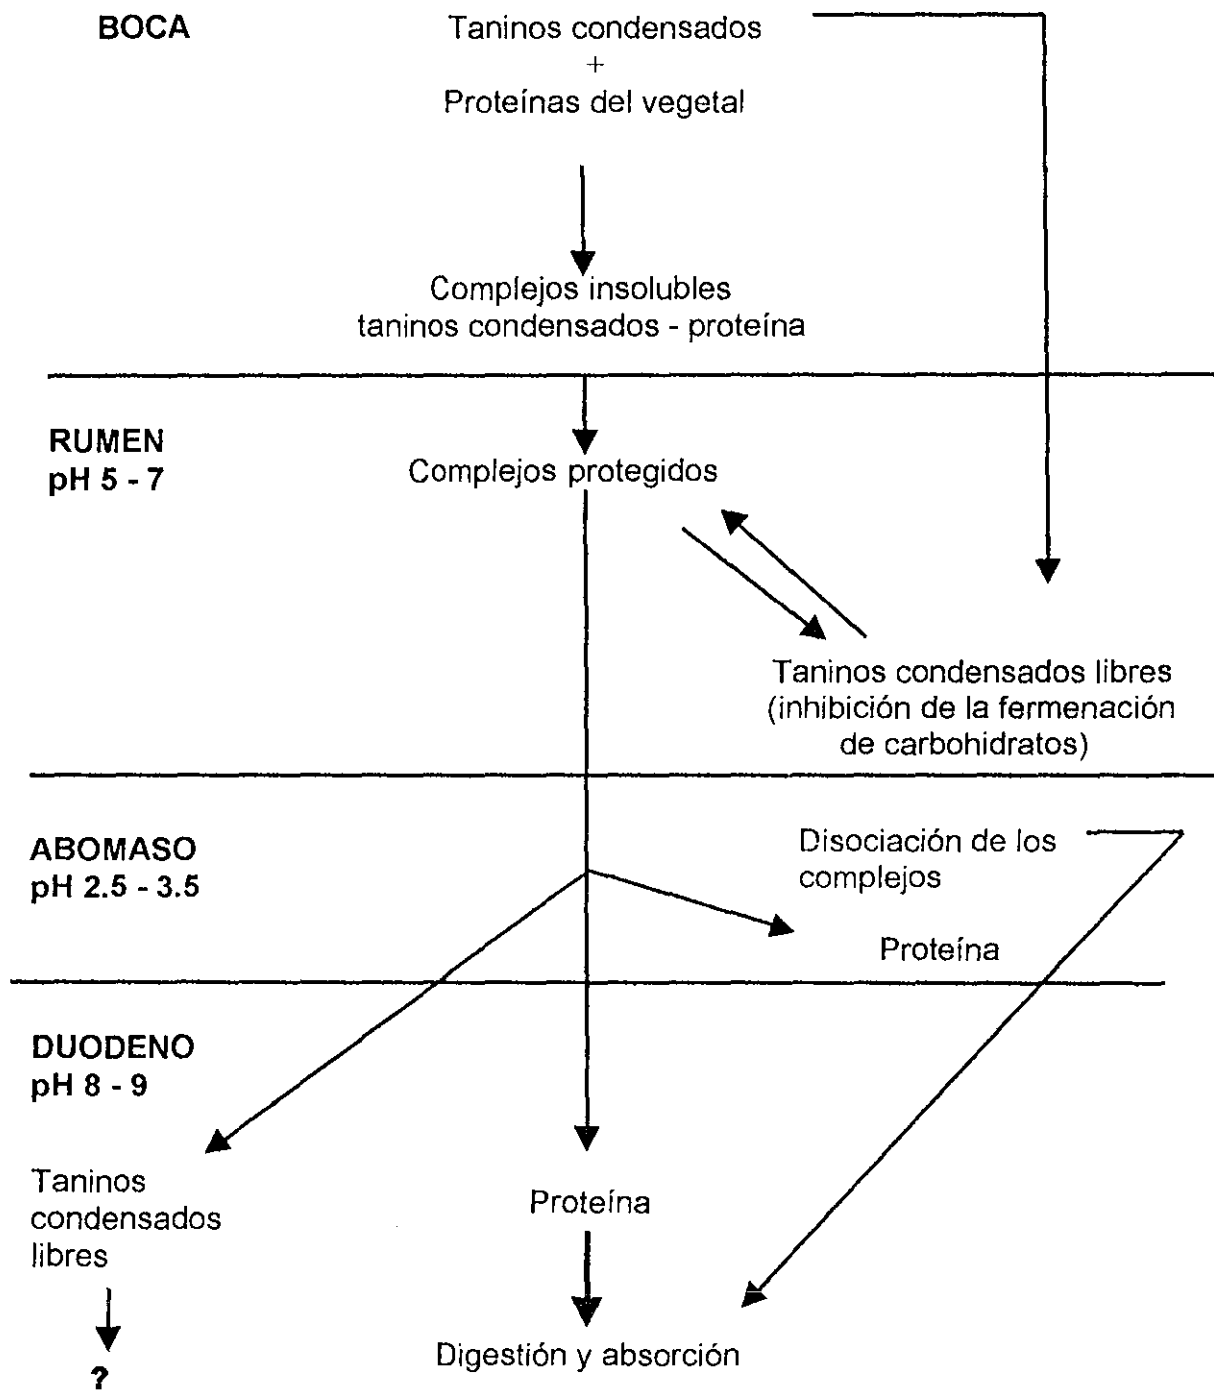 BOCA
Taninos condensados
+
Proteínas del vegetal
Complejos insolubles
taninos condensados - proteína
RUMEN
pH 5 - 7
Complejos protegidos
Taninos condensados libres
(inhibición de la fermenación
de carbohidratos)
ABOMASO
pH 2.5 - 3.5
Disociación de los
complejos
Proteína
DUODENO
pH 8 - 9
Taninos
condensados
libres
?
Proteína
Digestión y absorción